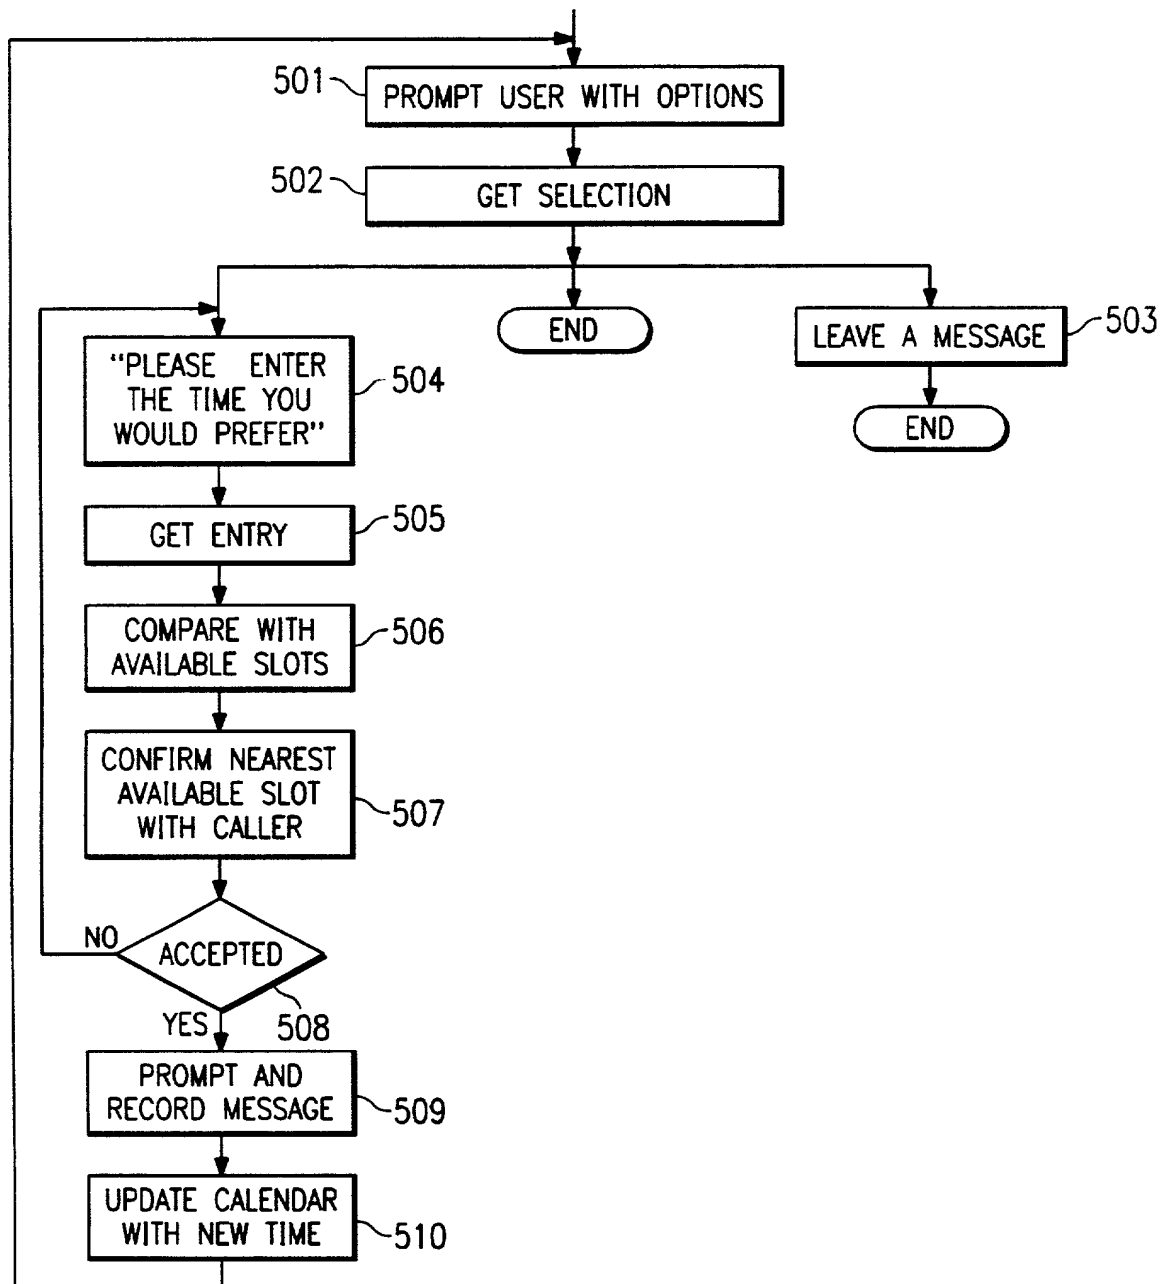 501
PROMPT USER WITH OPTIONS
502
GET SELECTION
END
LEAVE A MESSAGE
503
END
"PLEASE ENTER
THE TIME YOU
WOULD PREFER"
504
GET ENTRY
505
COMPARE WITH
AVAILABLE SLOTS
506
CONFIRM NEAREST
AVAILABLE SLOT
WITH CALLER
507
NO
ACCEPTED
YES
508
PROMPT AND
RECORD MESSAGE
509
UPDATE CALENDAR
WITH NEW TIME
510